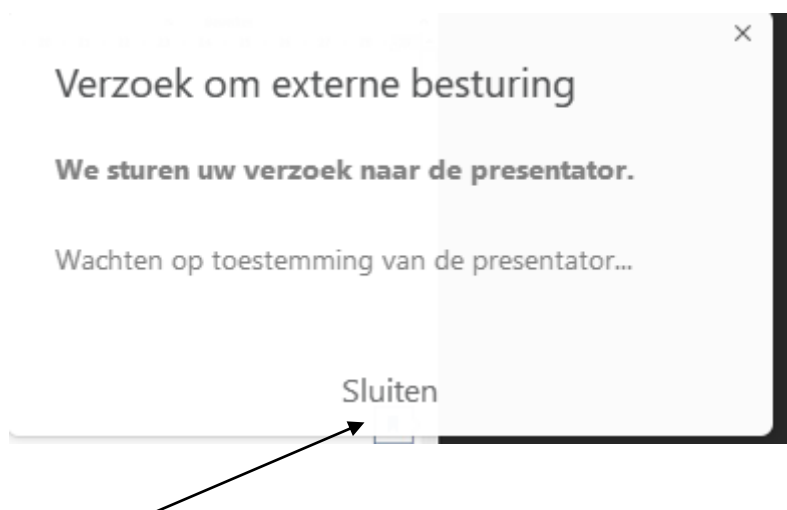 Verzoek om externe besturing
We sturen uw verzoek naar de presentator.
Wachten op toestemming van de presentator...
Sluiten